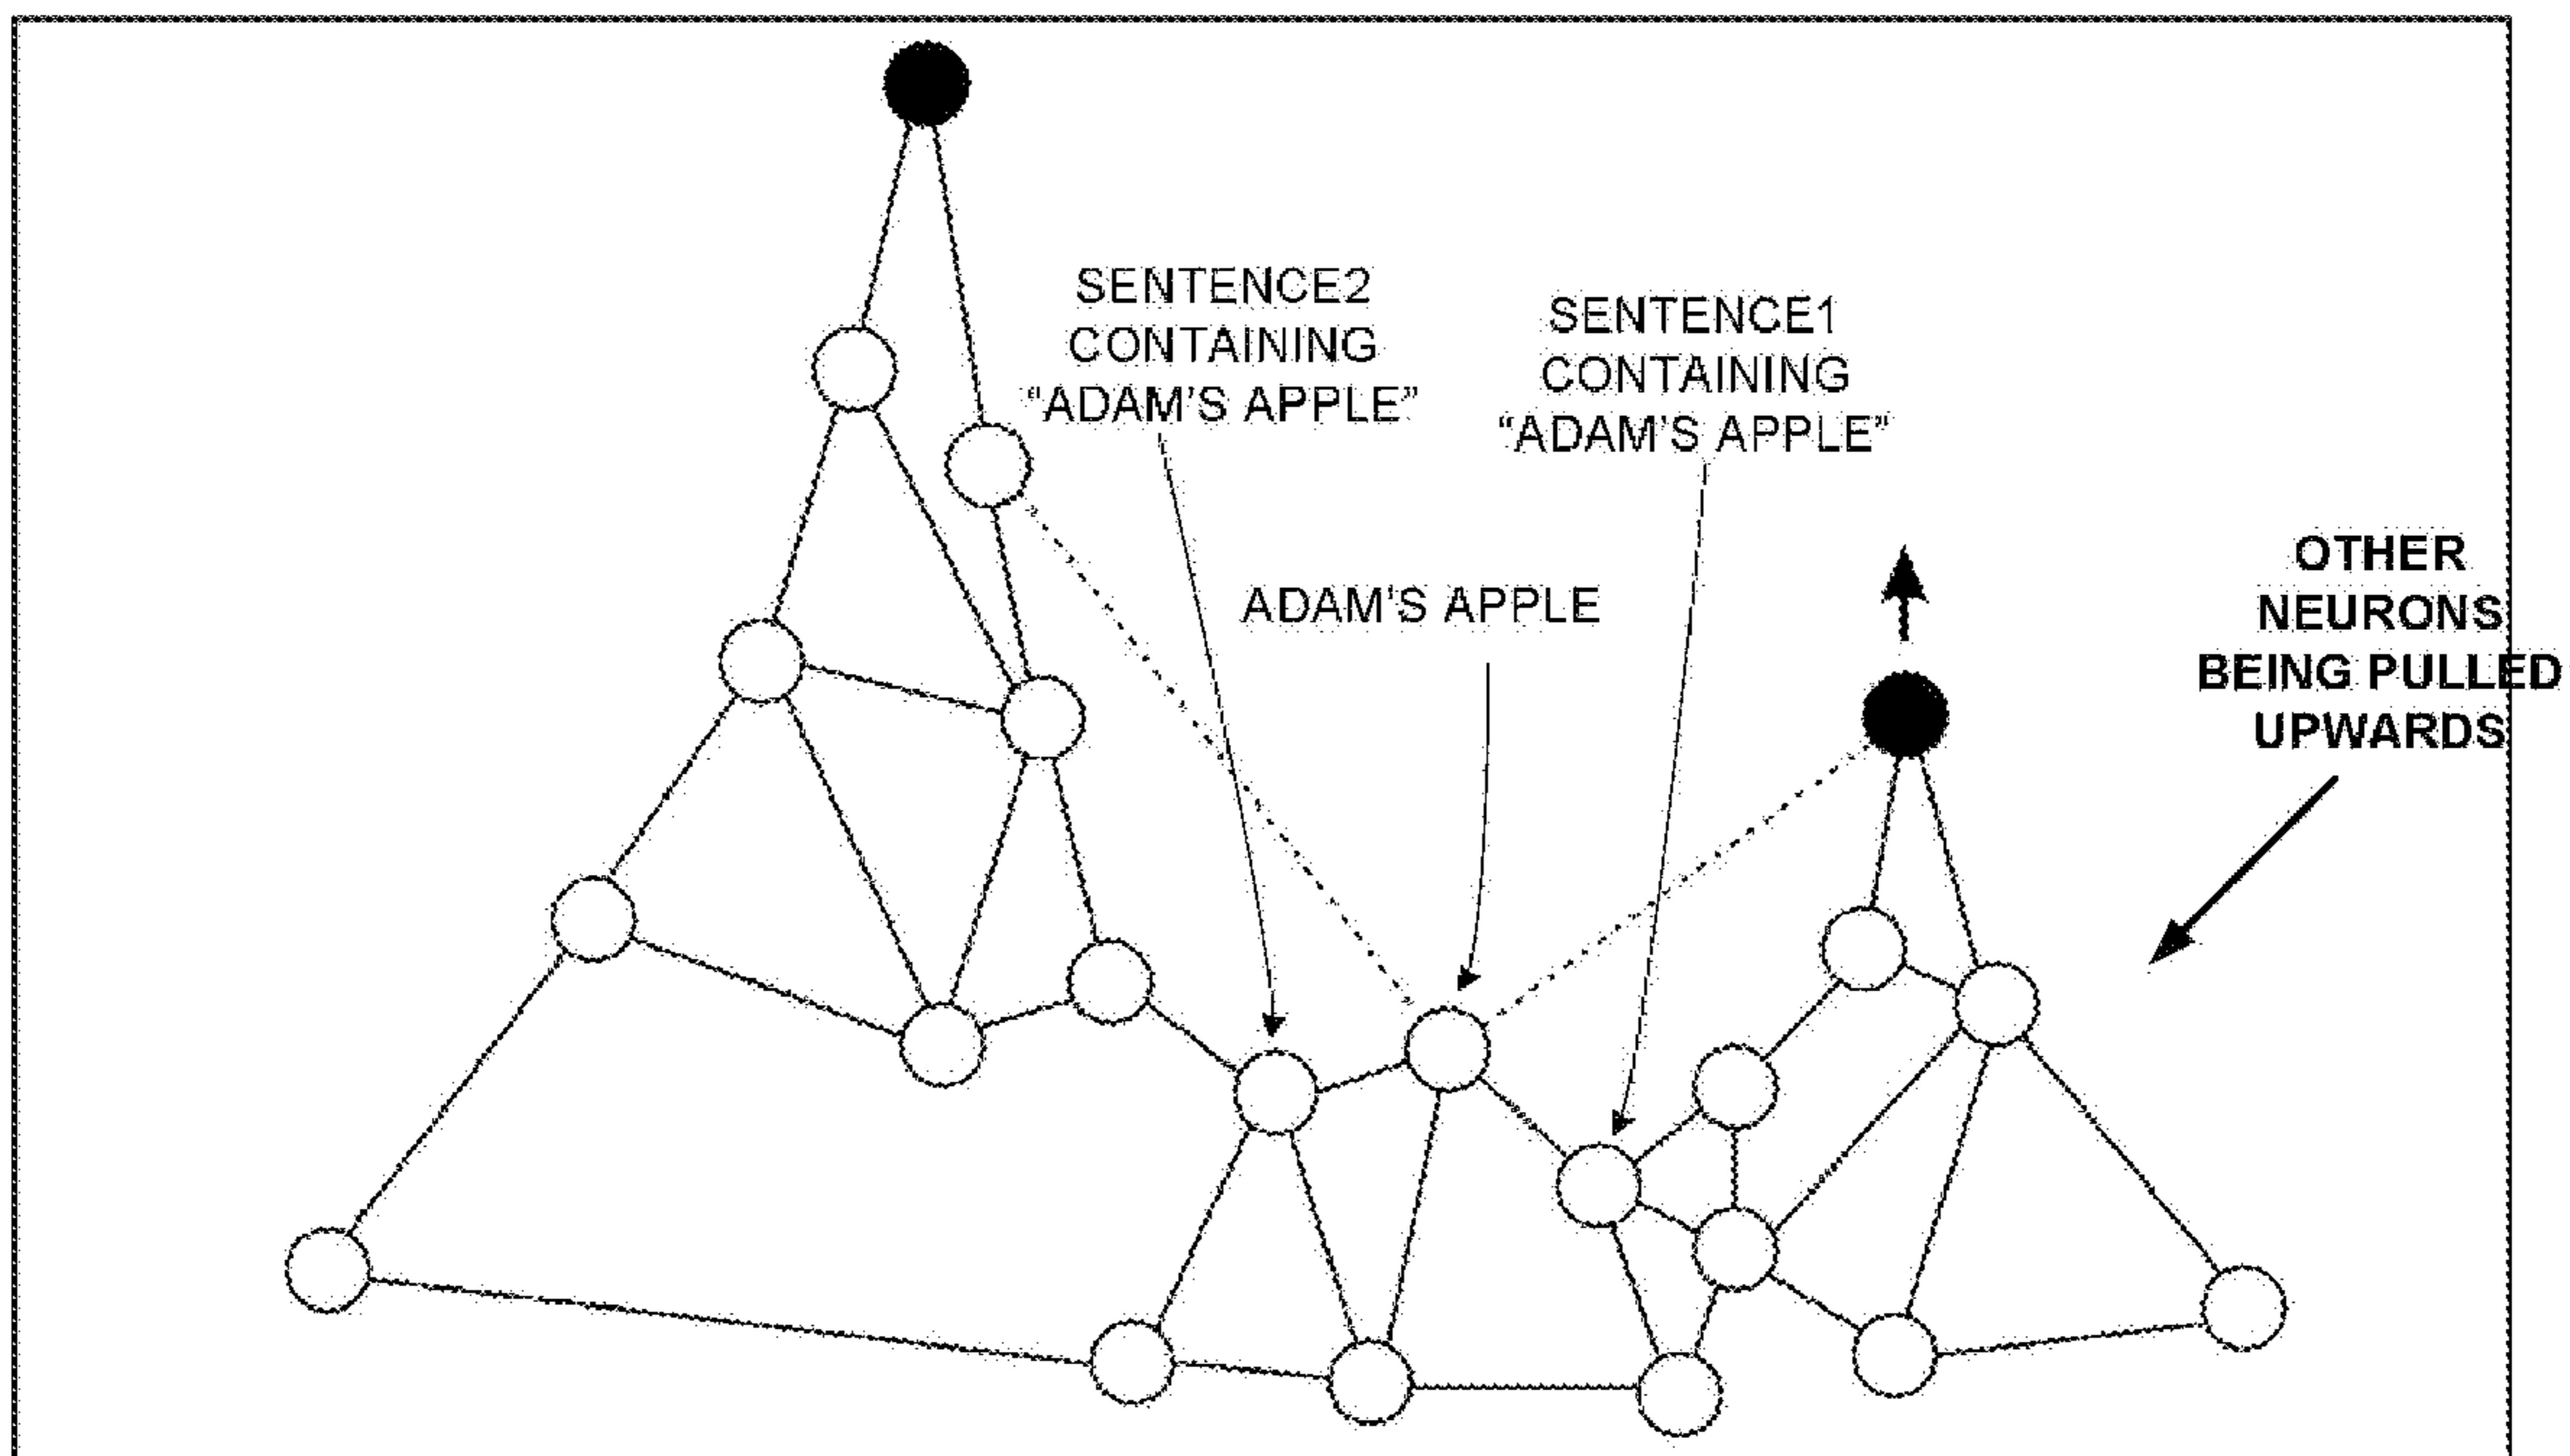 SENTENCE2
CONTAINING
“ADAM’S APPLE”
SENTENCE1
CONTAINING
“ADAM’S APPLE”
ADAM’S APPLE
OTHER
NEURONS
BEING PULLED
UPWARDS